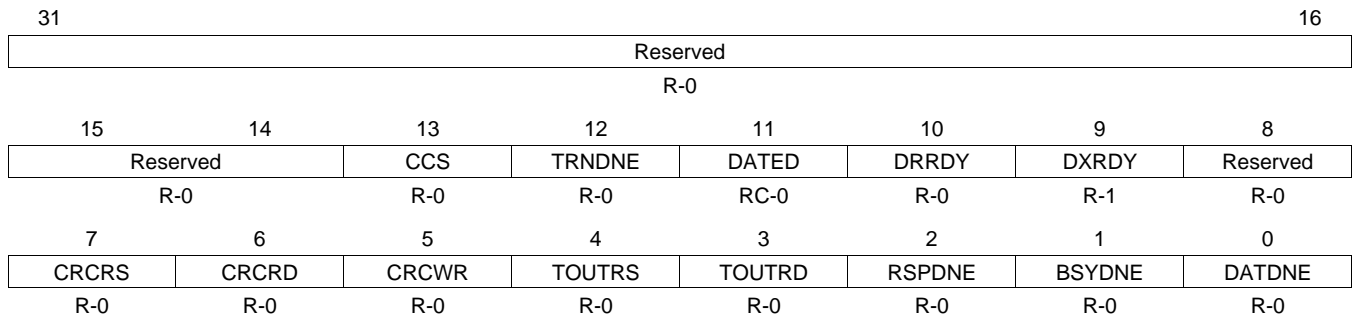 31 16
Reserved
R-0
15 14 13 12 11 10 9 8
Reserved CCS TRNDNE DATED DRRDY DXRDY Reserved
R-0 R-0 R-0 RC-0 R-0 R-1 R-0
7 6 5 4 3 2 1 0
CRCRS CRCRD CRCWR TOUTRS TOUTRD RSPDNE BSYDNE DATDNE
R-0 R-0 R-0 R-0 R-0 R-0 R-0 R-0